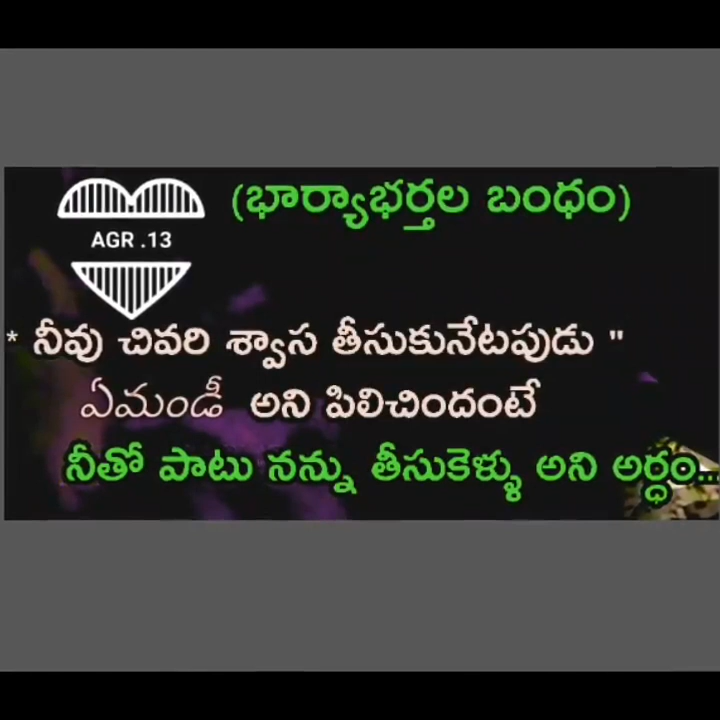 (భార్యాభర్తల బంధం)
AGR .13
* నీవు చివరి శ్వాస తీసుకునేటపుడు "
ఏమండీ అని పిలిచిందంటే
నీతో పాటు నన్ను తీసుకెళ్ళు అని అర్ధం...